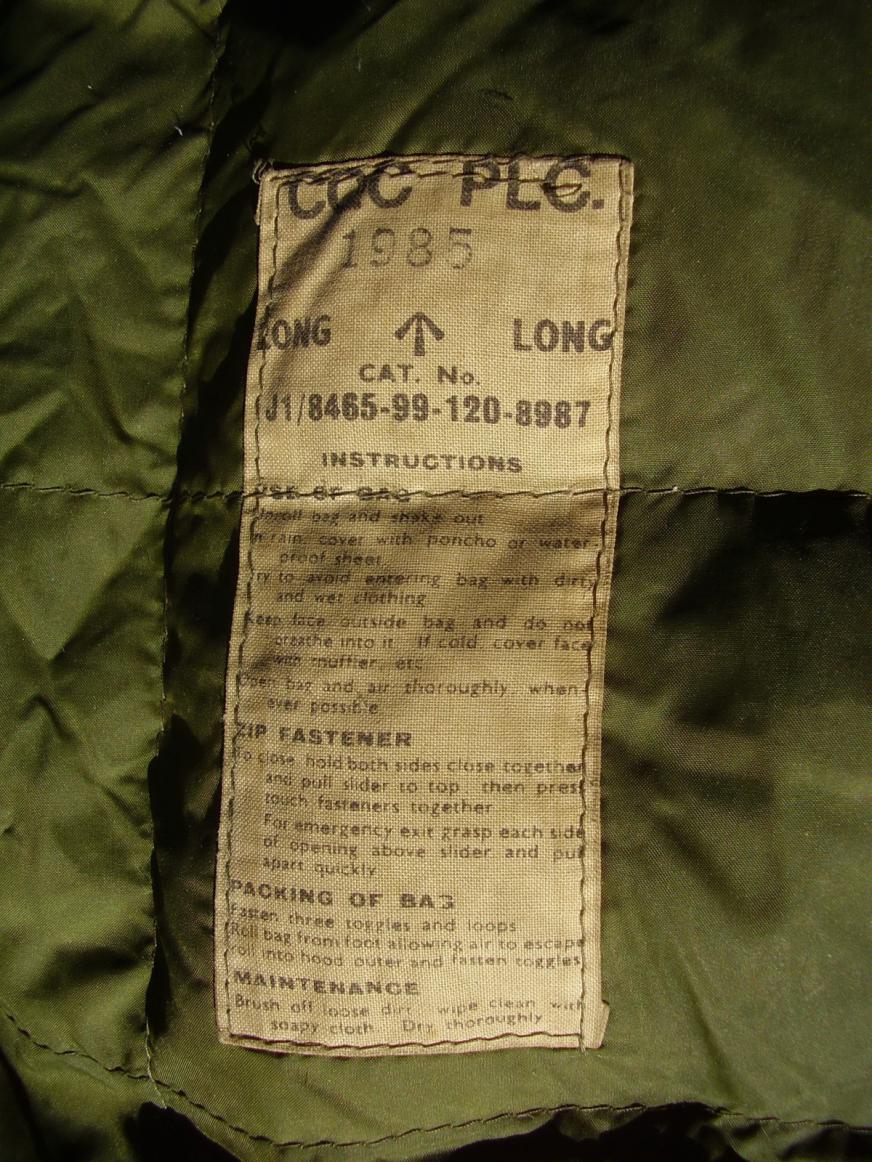 CQC PLC.
1985
LONG LONG
CAT. No.
J1/8465-99-120-8987
INSTRUCTIONS
USE OF BAG
Unroll bag and shake out
In rain, cover with poncho or water
proof sheet
Try to avoid entering bag with dirty
and wet clothing
Keep face outside bag and do not
breathe into it. If cold, cover face
with muffler, etc
Open bag and air thoroughly when-
ever possible
ZIP FASTENER
To close hold both sides close together
and pull slider to top, then press
touch fasteners together
For emergency exit grasp each side
of opening above slider and pull
apart quickly
PACKING OF BAG
Fasten three toggles and loops
Roll bag from foot allowing air to escape
roll into hood outer and fasten toggles
MAINTENANCE
Brush off loose dirt, wipe clean with
soapy cloth. Dry thoroughly